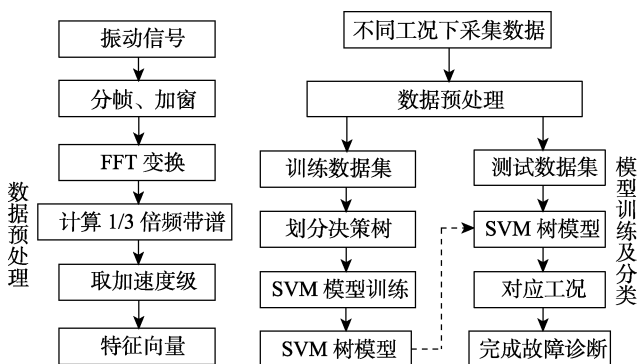 振动信号
分帧、加窗
FFT 变换
计算 1/3 倍频带谱
取加速度级
特征向量
数据预处理
不同工况下采集数据
数据预处理
训练数据集
划分决策树
SVM 模型训练
SVM 树模型
测试数据集
SVM 树模型
对应工况
完成故障诊断
模型训练及分类